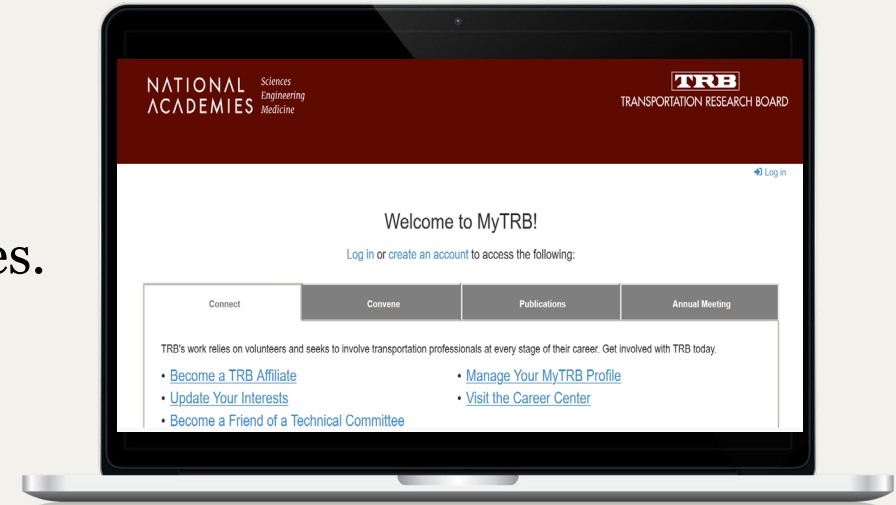 es.
NATIONAL ACADEMIES
Sciences
Engineering
Medicine
TRB
TRANSPORTATION RESEARCH BOARD
Log in
Welcome to MyTRB!
Log in or create an account to access the following:
Connect Convene Publications Annual Meeting
TRB's work relies on volunteers and seeks to involve transportation professionals at every stage of their career. Get involved with TRB today.
• Become a TRB Affiliate
• Update Your Interests
• Become a Friend of a Technical Committee
• Manage Your MyTRB Profile
• Visit the Career Center